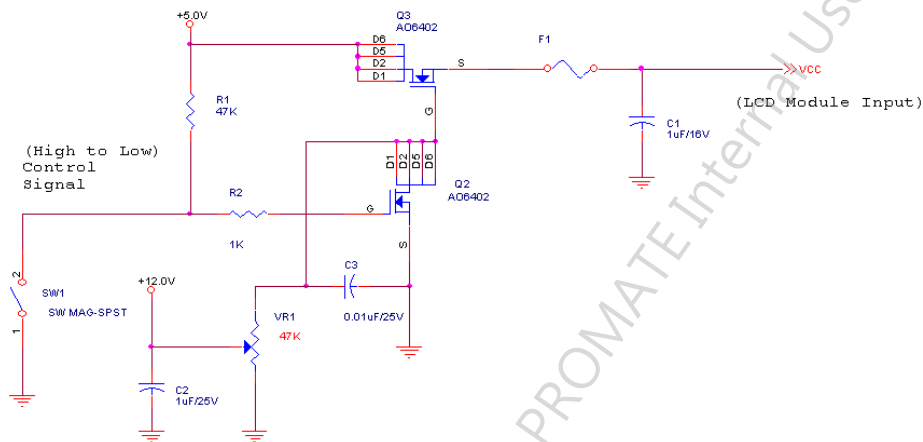 +5.0V
Q3
AO6402
D6
D5
D2
D1
S
G
F1
VCC
(LCD Module Input)
C1
1uF/16V
R1
47K
(High to Low)
Control
Signal
R2
1K
D1
D2
D5
D6
Q2
AO6402
G
S
2
SW1
SW MAG-SPST
1
+12.0V
C3
0.01uF/25V
VR1
47K
C2
1uF/25V
PROMATE Internal Use